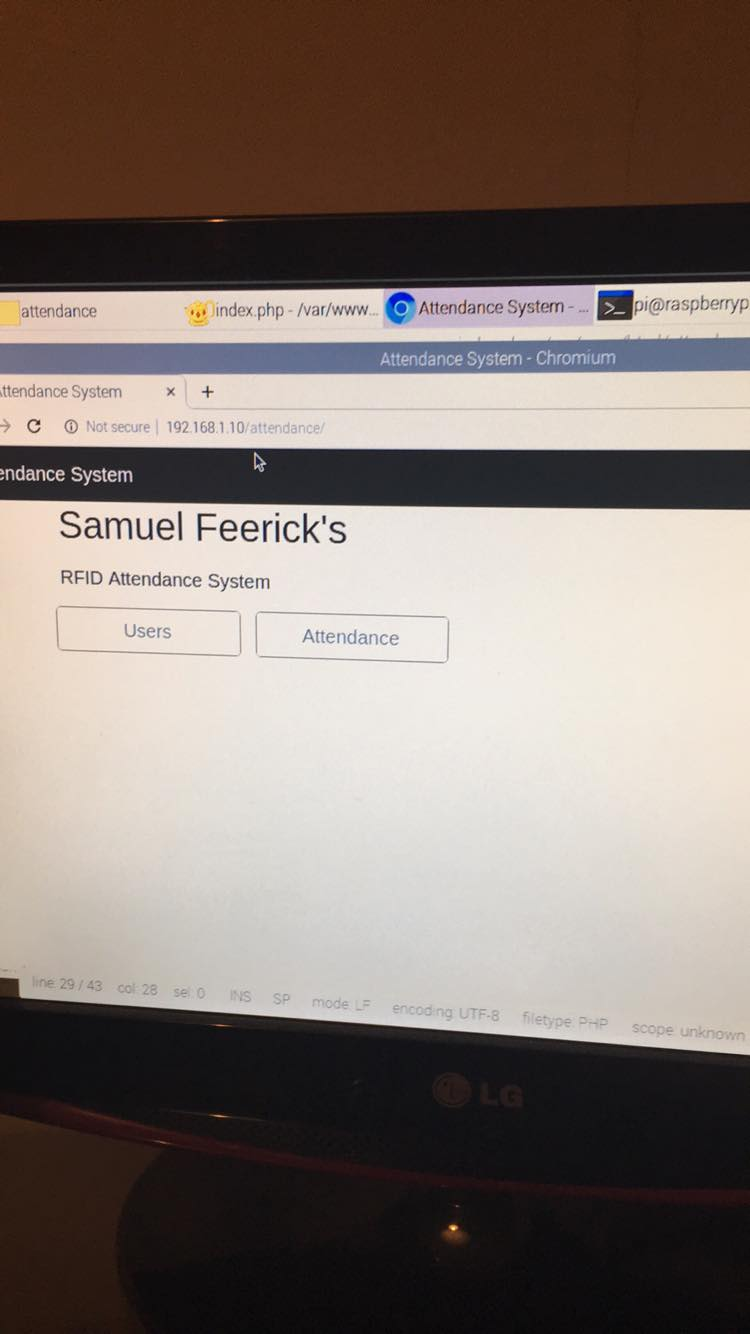 attendance index.php - /var/www... Attendance System - ... pi@raspberryp
Attendance System - Chromium
Attendance System × +
Not secure | 192.168.1.10/attendance/
endance System
Samuel Feerick's
RFID Attendance System
Users Attendance
line: 29 / 43 col: 28 sel: 0 INS SP mode: LF encoding: UTF-8 filetype: PHP scope: unknown
LG